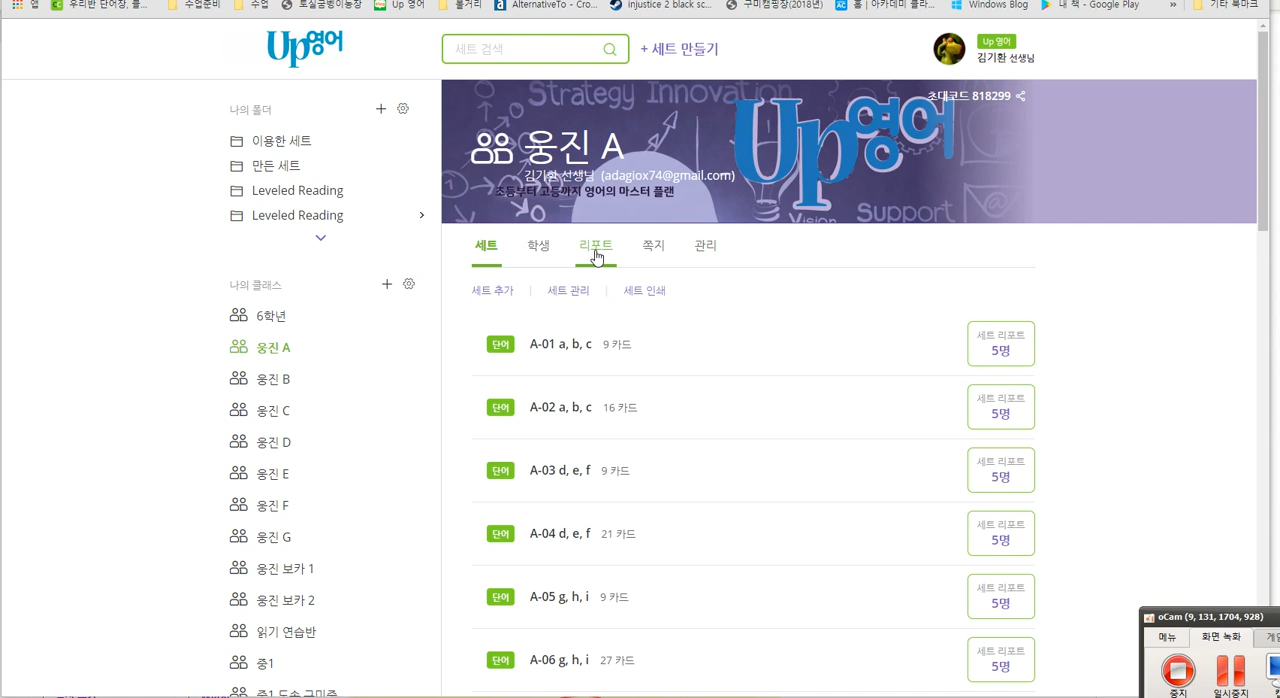 앱
우리반 단어장, 클...
수업준비
수업
토실굼벵이농장
Up 영어
볼거리
AlternativeTo - Cro...
injustice 2 black sc...
구미캠핑장(2018년)
홈 | 아카데미 클라...
Windows Blog
내 책 - Google Play
»
기타 북마크
Up영어
세트 검색
+ 세트 만들기
Up 영어
김기환 선생님
나의 폴더
이용한 세트
만든 세트
Leveled Reading
Leveled Reading
나의 클래스
6학년
웅진 A
웅진 B
웅진 C
웅진 D
웅진 E
웅진 F
웅진 G
웅진 보카 1
웅진 보카 2
읽기 연습반
중1
Strategy Innovation
초대코드 818299
Up영어
웅진 A
김기환 선생님 (adagiox74@gmail.com)
초등부터 고등까지 영어의 마스터 플랜
Vision
Support
세트
학생
리포트
쪽지
관리
세트 추가 | 세트 관리 | 세트 인쇄
단어 A-01 a, b, c 9 카드
세트 리포트
5명
단어 A-02 a, b, c 16 카드
세트 리포트
5명
단어 A-03 d, e, f 9 카드
세트 리포트
5명
단어 A-04 d, e, f 21 카드
세트 리포트
5명
단어 A-05 g, h, i 9 카드
세트 리포트
5명
단어 A-06 g, h, i 27 카드
세트 리포트
5명
oCam (9, 131, 1704, 928)
메뉴
화면 녹화
중지
일시중지